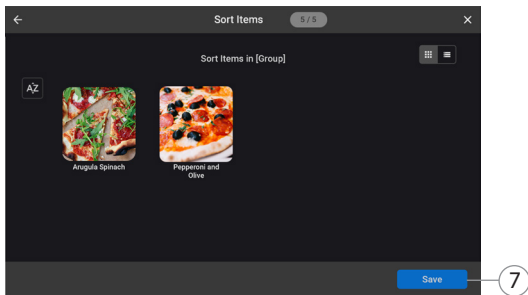 Sort Items 5 / 5
Sort Items in [Group]
AZ
Arugula Spinach
Pepperoni and
Olive
Save
7